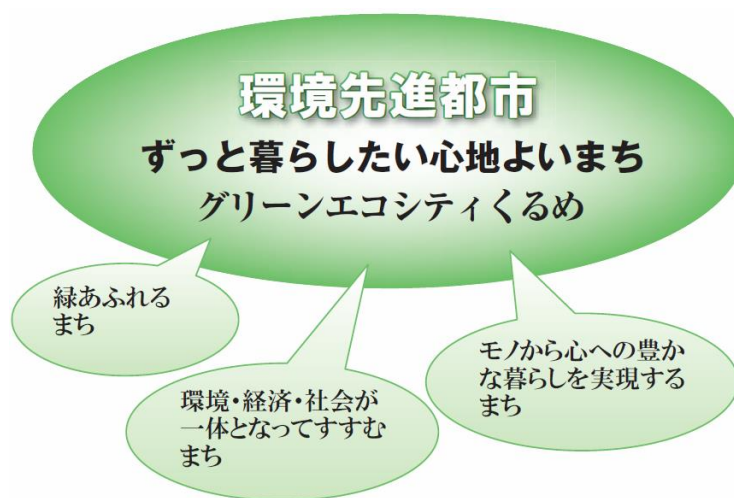 環境先進都市
ずっと暮らしたい心地よいまち
グリーンエコシティくるめ
緑あふれる
まち
環境・経済・社会が
一体となってすすむ
まち
モノから心への豊か
な暮らしを実現する
まち